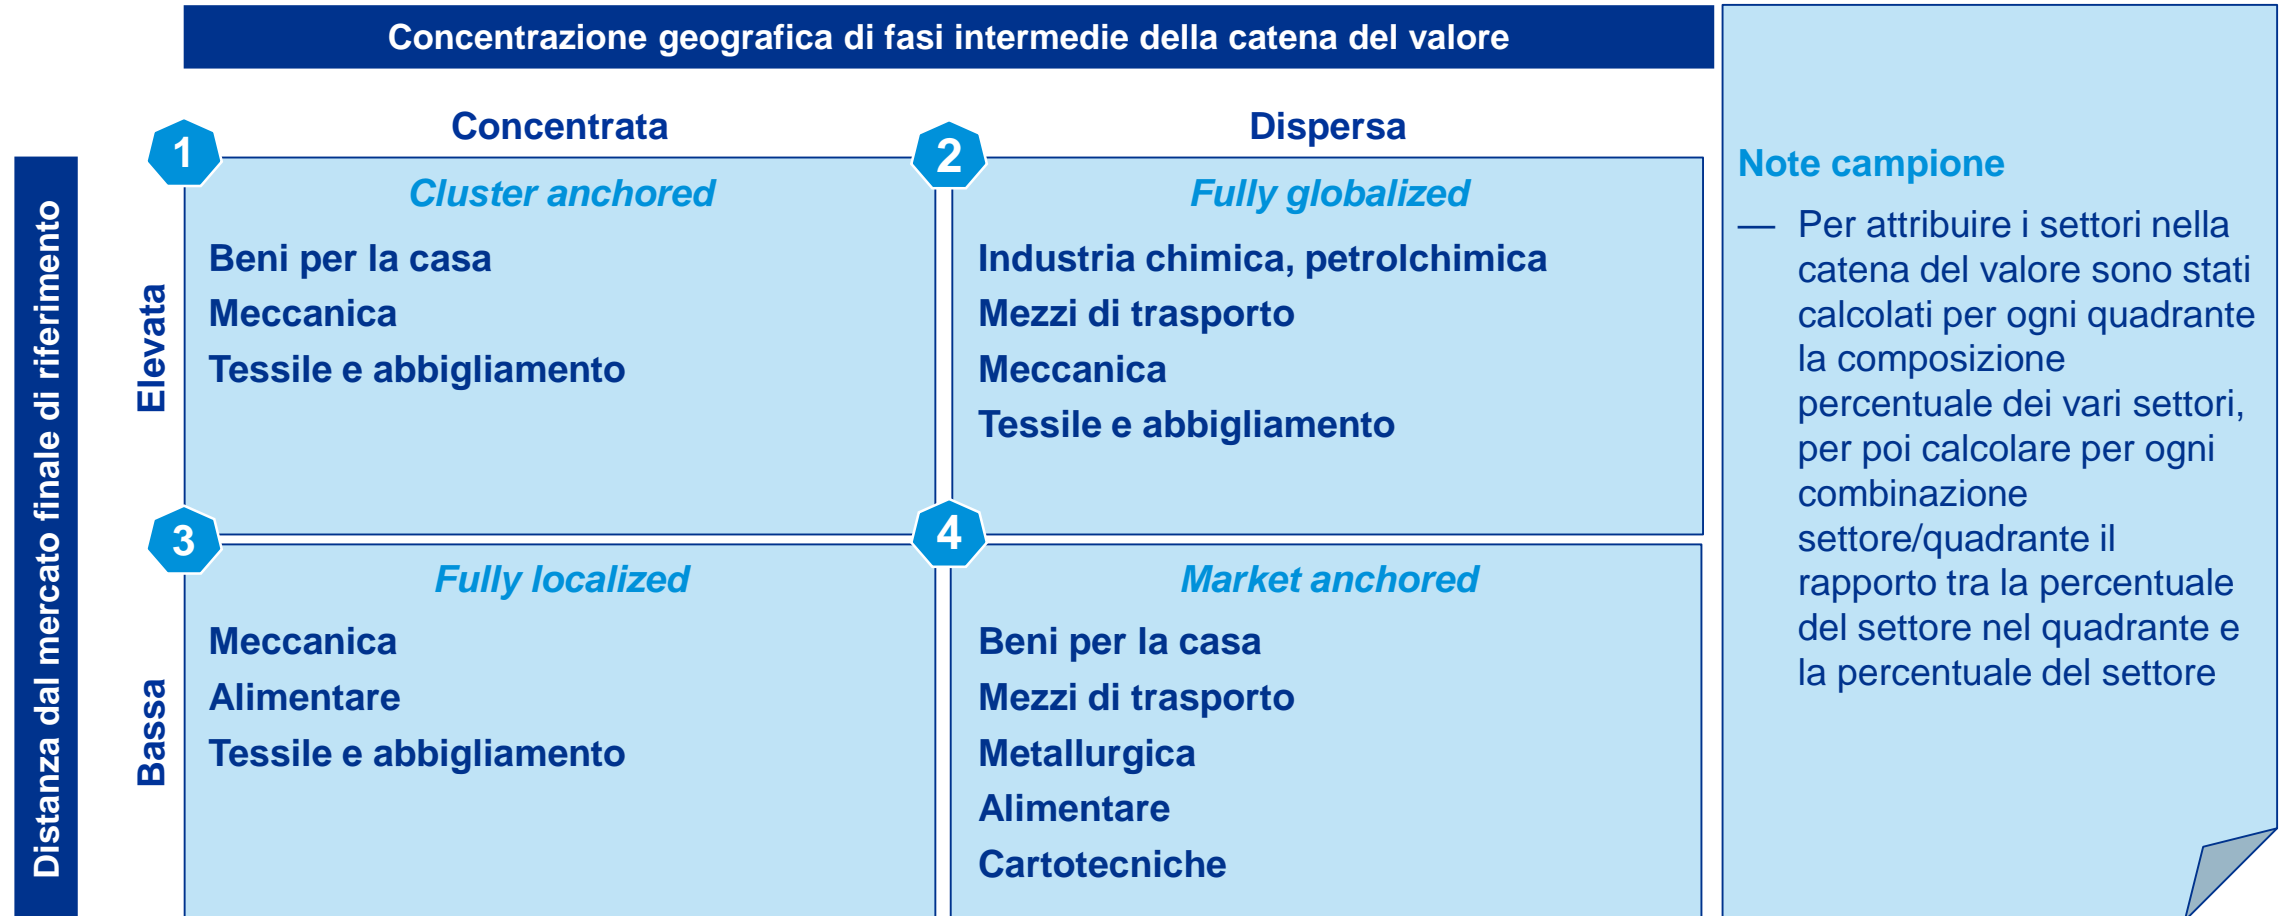 Concentrazione geografica di fasi intermedie della catena del valore
Concentrata
Dispersa
Distanza dal mercato finale di riferimento
Elevata
1
Cluster anchored
Beni per la casa
Meccanica
Tessile e abbigliamento
2
Fully globalized
Industria chimica, petrolchimica
Mezzi di trasporto
Meccanica
Tessile e abbigliamento
Bassa
3
Fully localized
Meccanica
Alimentare
Tessile e abbigliamento
4
Market anchored
Beni per la casa
Mezzi di trasporto
Metallurgica
Alimentare
Cartotecniche
Note campione
— Per attribuire i settori nella
catena del valore sono stati
calcolati per ogni quadrante
la composizione
percentuale dei vari settori,
per poi calcolare per ogni
combinazione
settore/quadrante il
rapporto tra la percentuale
del settore nel quadrante e
la percentuale del settore